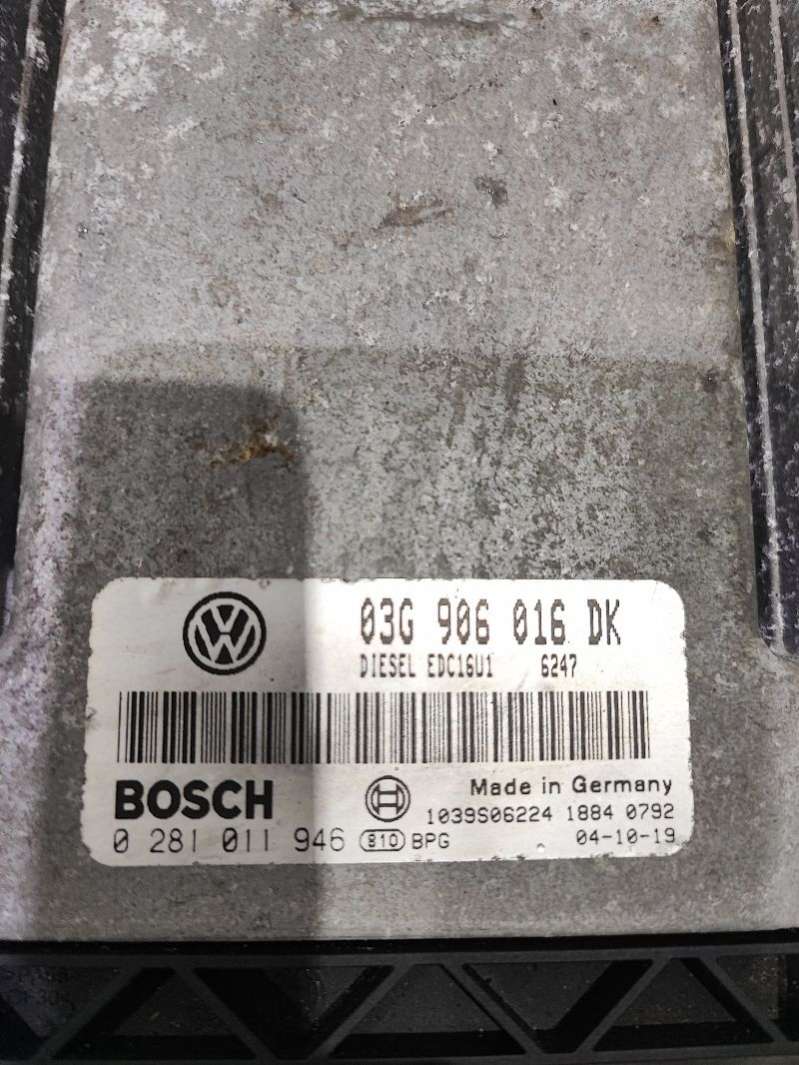 03G 906 016 DK
DIESEL EDC16U1 6247
BOSCH
Made in Germany
1039S06224 1884 0792
0 281 011 946 810 BPG
04-10-19